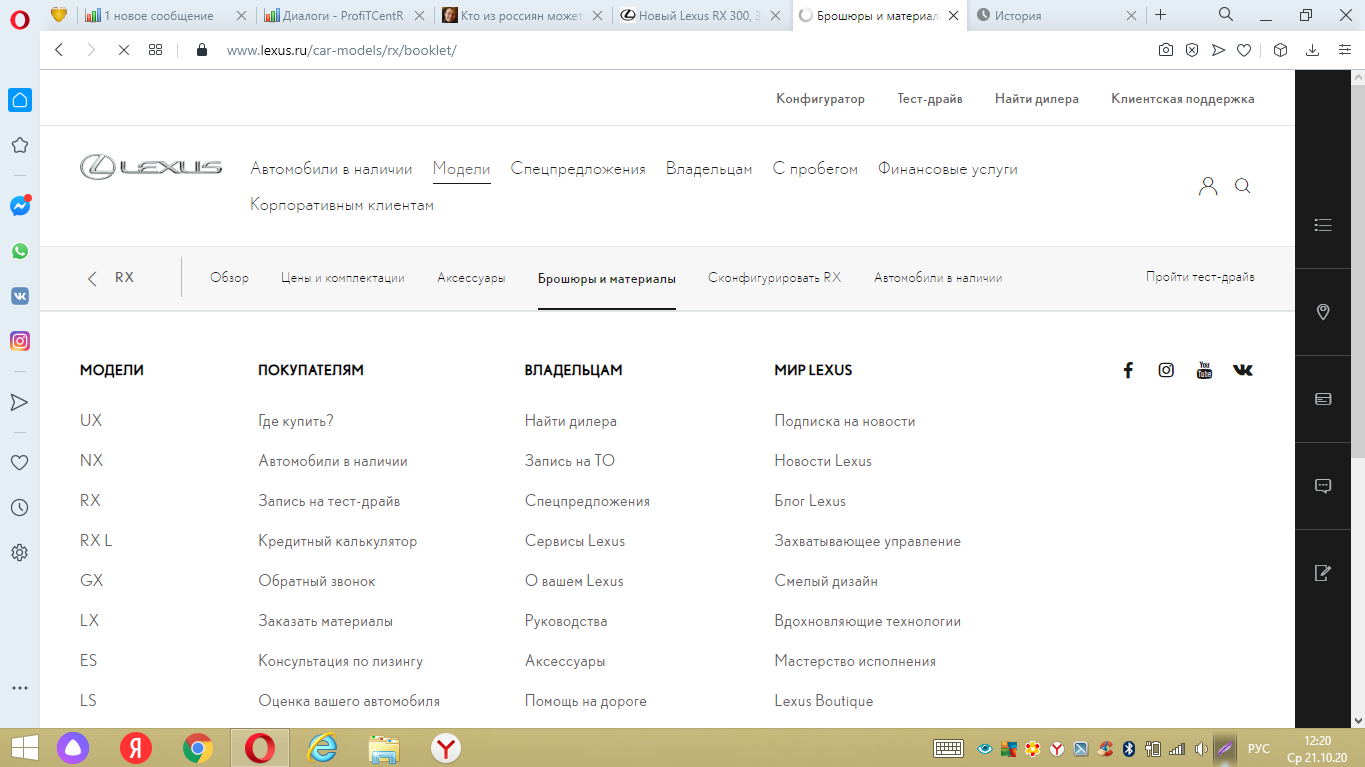 1 новое сообщение
Диалоги - ProfiTCentR
Кто из россиян может
Новый Lexus RX 300, 3
Брошюры и материал
История
www.lexus.ru/car-models/rx/booklet/
Конфигуратор Тест-драйв Найти дилера Клиентская поддержка
LEXUS
Автомобили в наличии Модели Спецпредложения Владельцам С пробегом Финансовые услуги
Корпоративным клиентам
RX Обзор Цены и комплектации Аксессуары Брошюры и материалы Сконфигурировать RX Автомобили в наличии Пройти тест-драйв
МОДЕЛИ
UX
NX
RX
RX L
GX
LX
ES
LS
ПОКУПАТЕЛЯМ
Где купить?
Автомобили в наличии
Запись на тест-драйв
Кредитный калькулятор
Обратный звонок
Заказать материалы
Консультация по лизингу
Оценка вашего автомобиля
ВЛАДЕЛЬЦАМ
Найти дилера
Запись на ТО
Спецпредложения
Сервисы Lexus
О вашем Lexus
Руководства
Аксессуары
Помощь на дороге
МИР LEXUS
Подписка на новости
Новости Lexus
Блог Lexus
Захватывающее управление
Смелый дизайн
Вдохновляющие технологии
Мастерство исполнения
Lexus Boutique
You
Tube
РУС
12:20
Ср 21.10.20